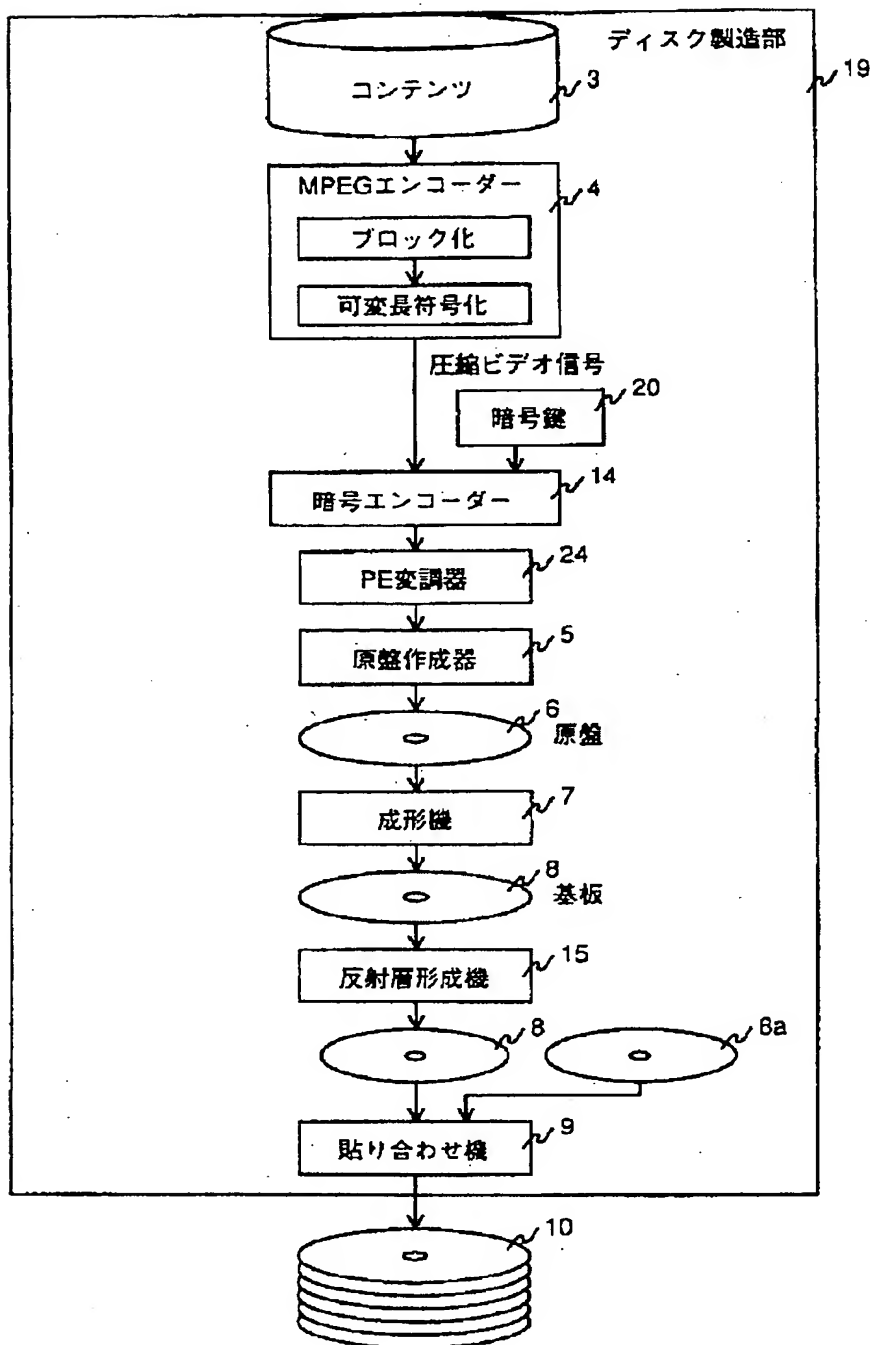 ディスク製造部
19
コンテンツ
3
MPEGエンコーダー
4
ブロック化
可変長符号化
圧縮ビデオ信号
暗号鍵
20
暗号エンコーダー
14
PE変調器
24
原盤作成器
5
6
原盤
成形機
7
8
基板
反射層形成機
15
8
8a
貼り合わせ機
9
10